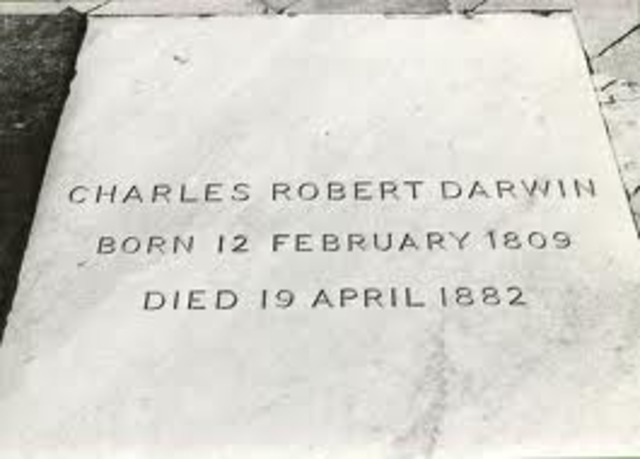 CHARLES ROBERT DARWIN
BORN 12 FEBRUARY 1809
DIED 19 APRIL 1882